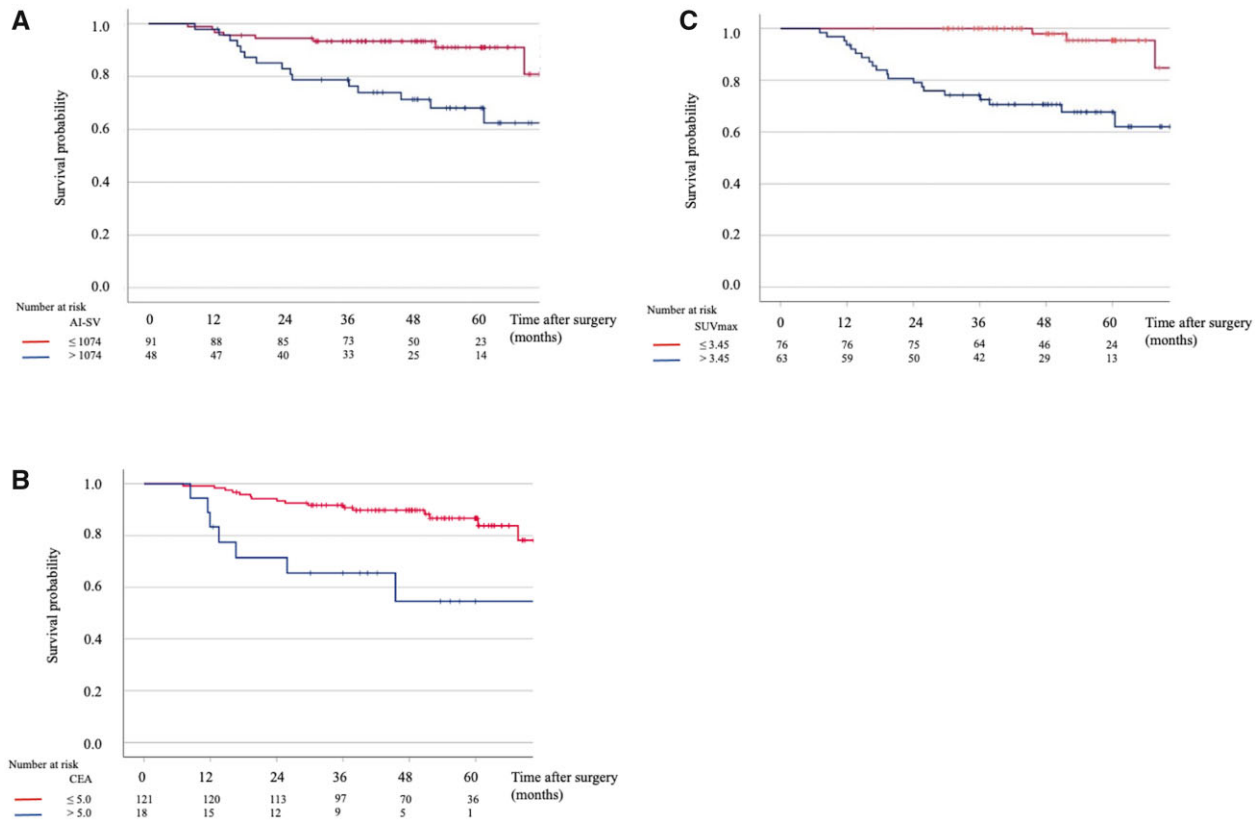 A
Survival probability
1.0
0.8
0.6
0.4
0.2
0.0
Number at risk
AI-SV
0 12 24 36 48 60 Time after surgery
(months)
≤ 1074 91 88 85 73 50 23
> 1074 48 47 40 33 25 14
C
Survival probability
1.0
0.8
0.6
0.4
0.2
0.0
Number at risk
SUVmax
0 12 24 36 48 60 Time after surgery
(months)
≤ 3.45 76 76 75 64 46 24
> 3.45 63 59 50 42 29 13
B
Survival probability
1.0
0.8
0.6
0.4
0.2
0.0
Number at risk
CEA
0 12 24 36 48 60 Time after surgery
(months)
≤ 5.0 121 120 113 97 70 36
> 5.0 18 15 12 9 5 1